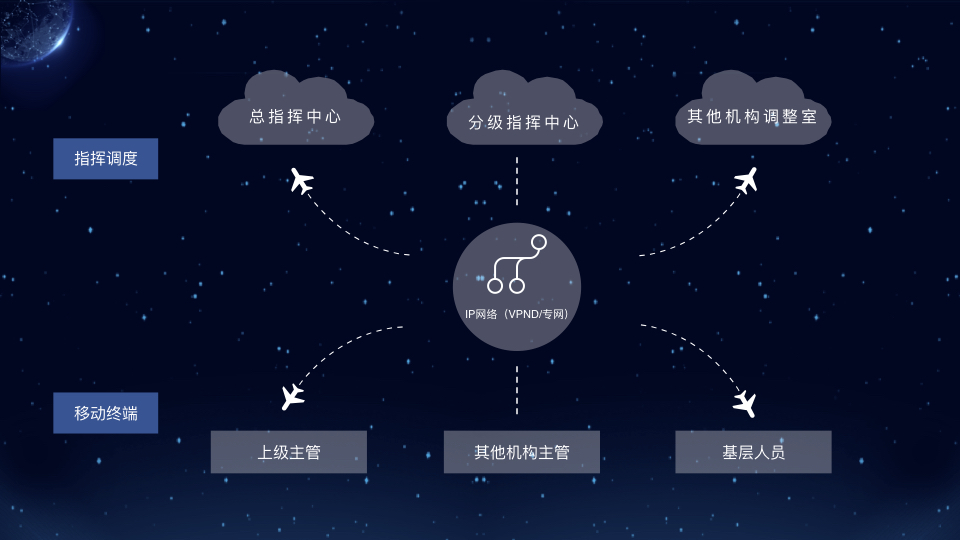 总指挥中心
分级指挥中心
其他机构调整室
指挥调度
IP网络（VPND/专网）
移动终端
上级主管
其他机构主管
基层人员